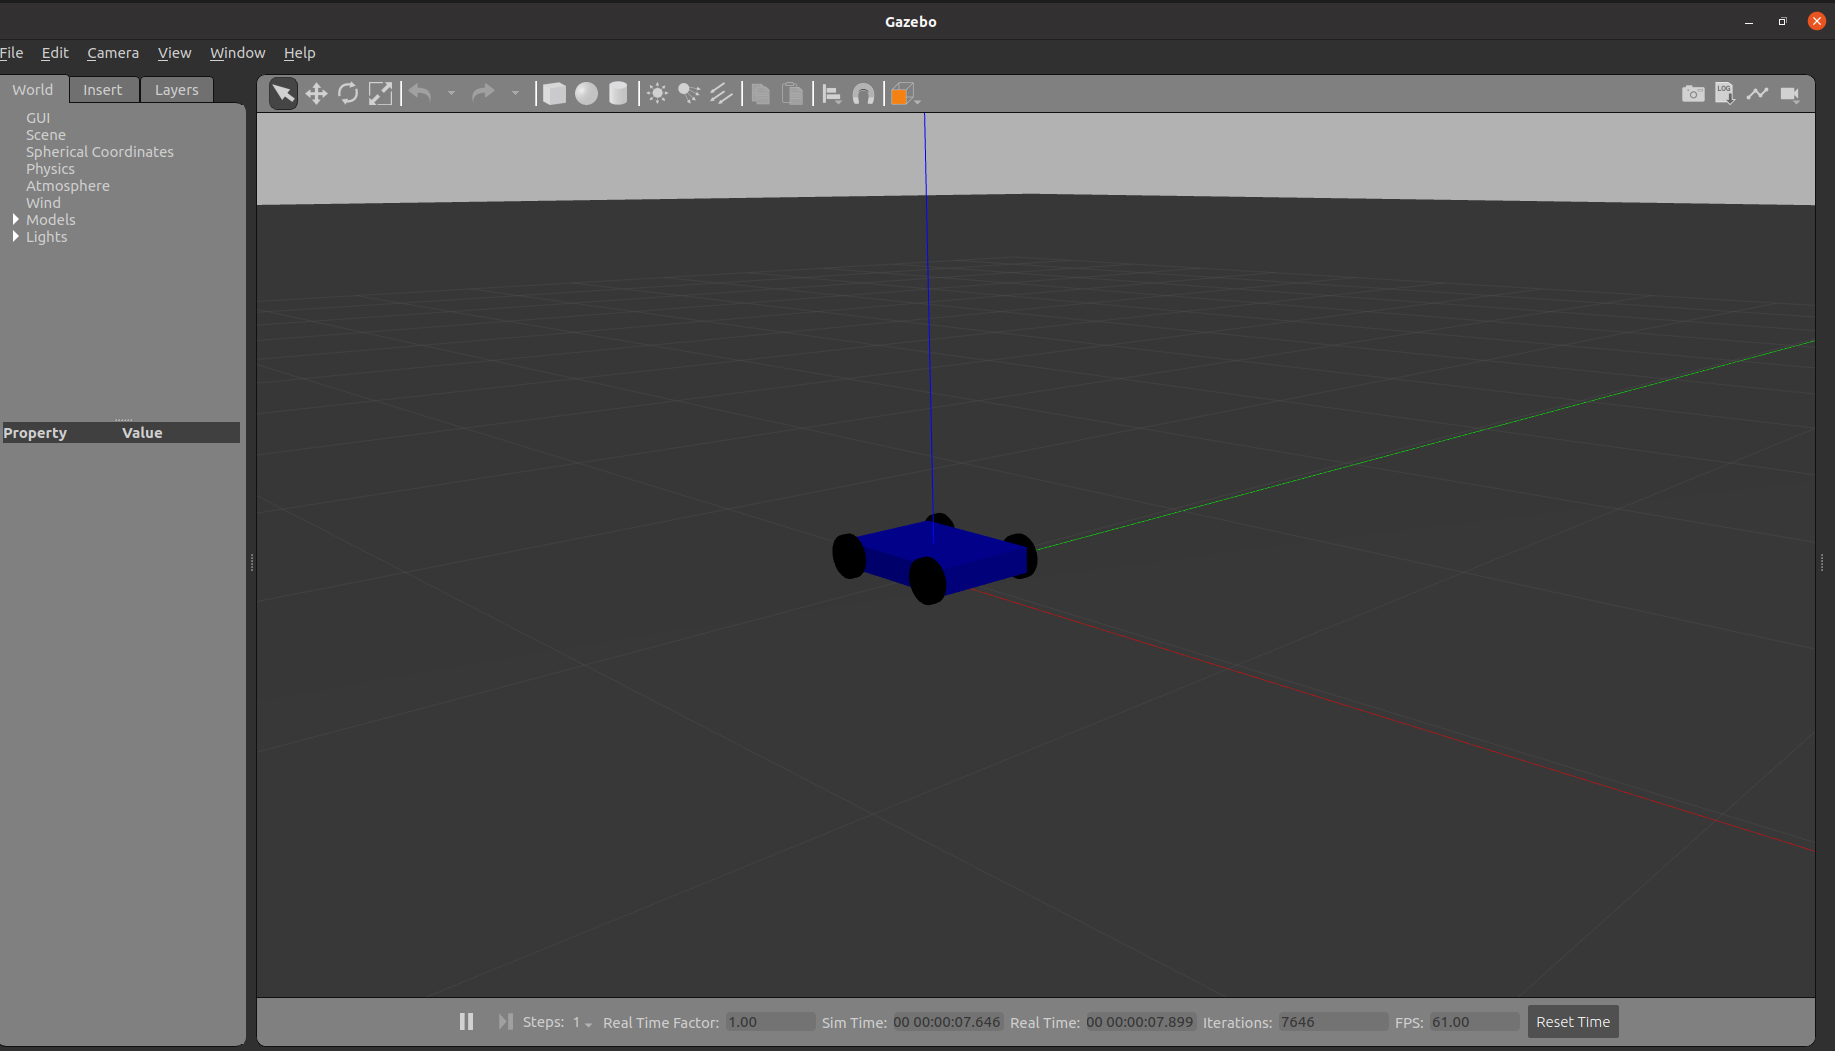 Gazebo
File Edit Camera View Window Help
World Insert Layers
GUI
Scene
Spherical Coordinates
Physics
Atmosphere
Wind
Models
Lights
Property Value
LOG
Steps: 1 Real Time Factor: 1.00 Sim Time: 00 00:00:07.646 Real Time: 00 00:00:07.899 Iterations: 7646 FPS: 61.00 Reset Time